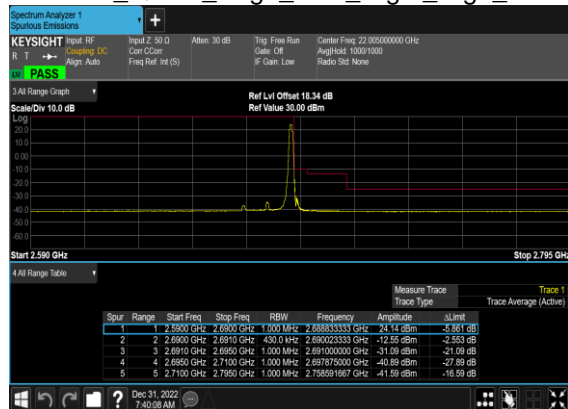 Spectrum Analyzer 1
Spurious Emissions
+
KEYSIGHT
R T
LV PASS
Input: RF
Coupling: DC
Align: Auto
Input Z: 50 Ω
Corr CCorr
Freq Ref: Int (S)
Atten: 30 dB
Trig: Free Run
Gate: Off
IF Gain: Low
Center Freq: 22.005000000 GHz
Avg|Hold: 1000/1000
Radio Std: None
3 All Range Graph
Scale/Div 10.0 dB
Ref Lvl Offset 18.34 dB
Ref Value 30.00 dBm
Log
20.0
10.0
0.00
-10.0
-20.0
-30.0
-40.0
-50.0
-60.0
Start 2.590 GHz
Stop 2.795 GHz
4 All Range Table
Measure Trace Trace 1
Trace Type Trace Average (Active)
Spur Range Start Freq Stop Freq RBW Frequency Amplitude ΔLimit
1 1 2.5900 GHz 2.6900 GHz 1.000 MHz 2.688833333 GHz 24.14 dBm -5.861 dB
2 2 2.6900 GHz 2.6910 GHz 430.0 kHz 2.690023333 GHz -12.55 dBm -2.553 dB
3 3 2.6910 GHz 2.6950 GHz 1.000 MHz 2.691000000 GHz -31.09 dBm -21.09 dB
4 4 2.6950 GHz 2.7100 GHz 1.000 MHz 2.697875000 GHz -40.89 dBm -27.89 dB
5 5 2.7100 GHz 2.7950 GHz 1.000 MHz 2.758591667 GHz -41.59 dBm -16.59 dB
?
Dec 31, 2022
7:40:08 AM